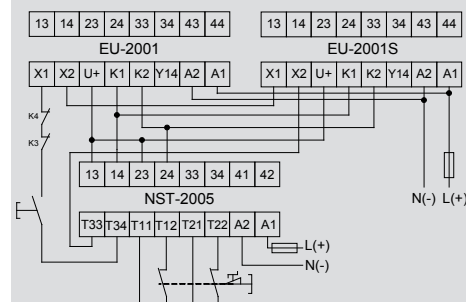 13 14 23 24 33 34 43 44
13 14 23 24 33 34 43 44
EU-2001
EU-2001S
X1 X2 U+ K1 K2 Y14 A2 A1
X1 X2 U+ K1 K2 Y14 A2 A1
K4
K3
13 14 23 24 33 34 41 42
NST-2005
N(-) L(+)
T33 T34 T11 T12 T21 T22 A2 A1
L(+)
N(-)